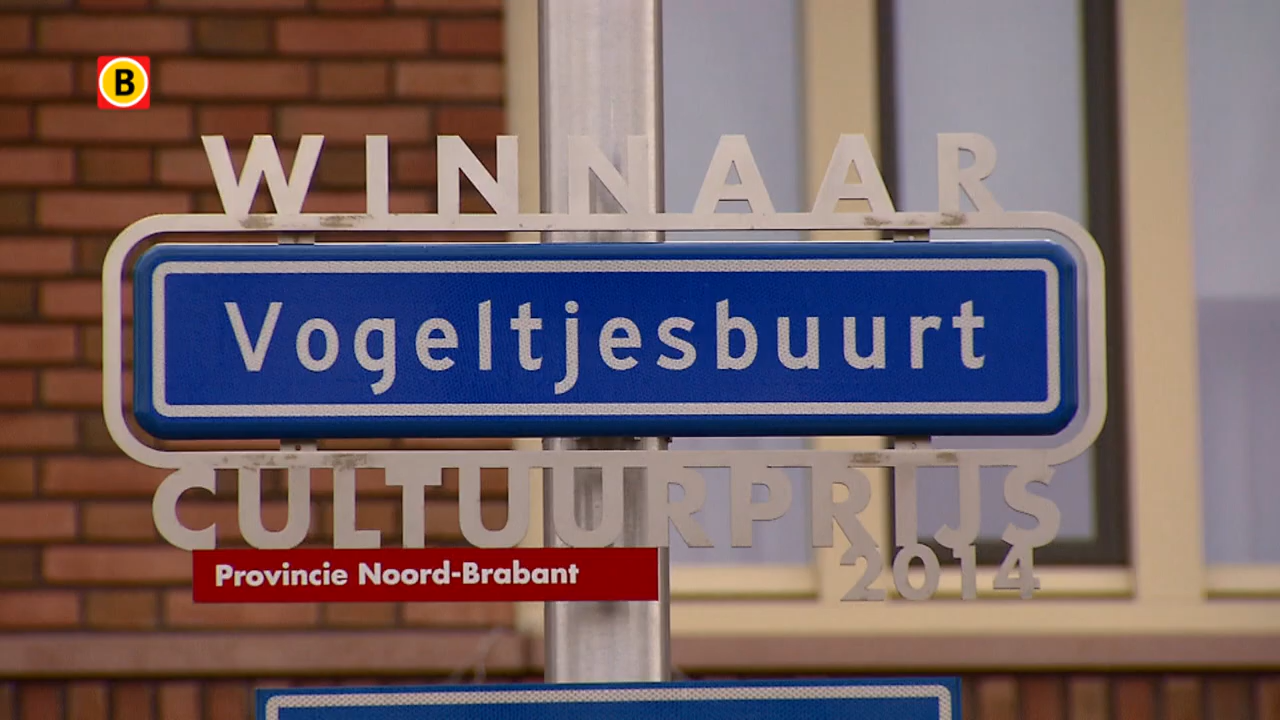 B
WINNAAR
Vogeltjesbuurt
CULTUURPRIJS
Provincie Noord-Brabant
2014